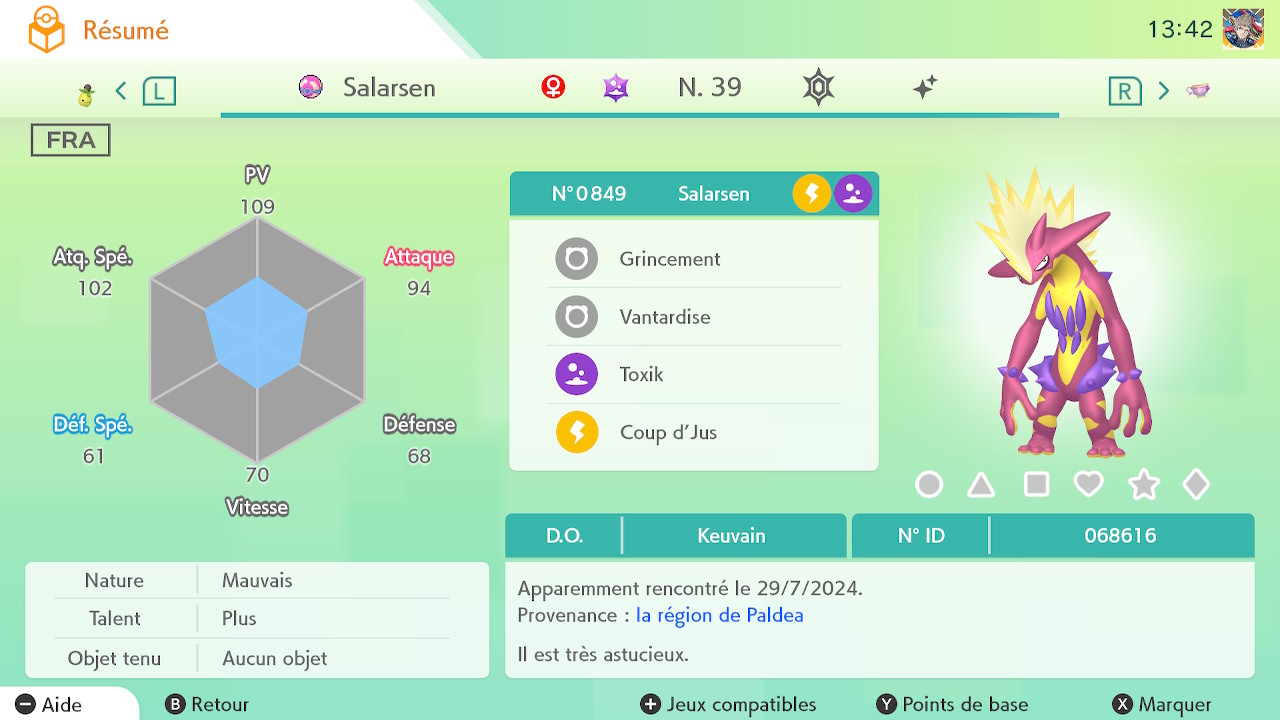 Résumé
13:42
L
Salarsen
N. 39
R
FRA
PV
109
Atq. Spé.
102
Attaque
94
Déf. Spé.
61
Défense
68
70
Vitesse
N°0849 Salarsen
Grincement
Vantardise
Toxik
Coup d'Jus
D.O. Keuvain
N° ID 068616
Nature Mauvais
Talent Plus
Objet tenu Aucun objet
Apparemment rencontré le 29/7/2024.
Provenance : la région de Paldea
Il est très astucieux.
Aide
B Retour
Jeux compatibles
Y Points de base
X Marquer